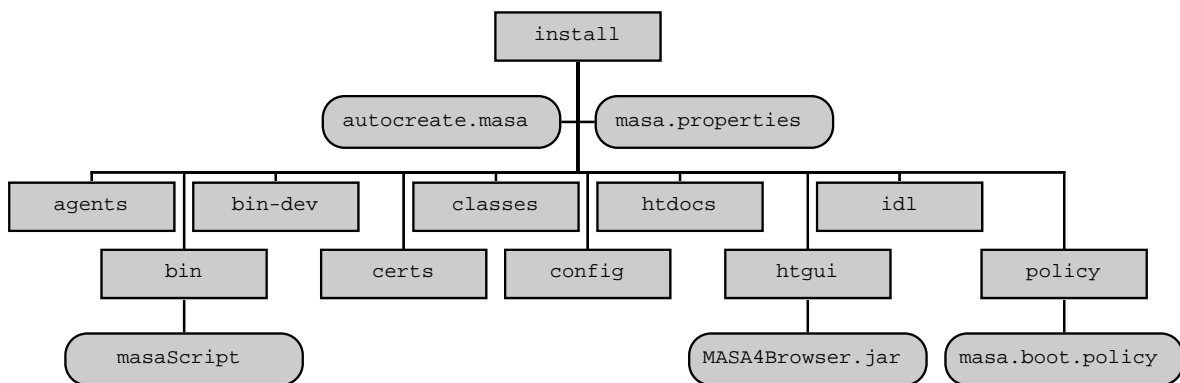 install
autocreate.masa
masa.properties
agents
bin-dev
classes
htdocs
idl
bin
certs
config
htgui
policy
masaScript
MASA4Browser.jar
masa.boot.policy